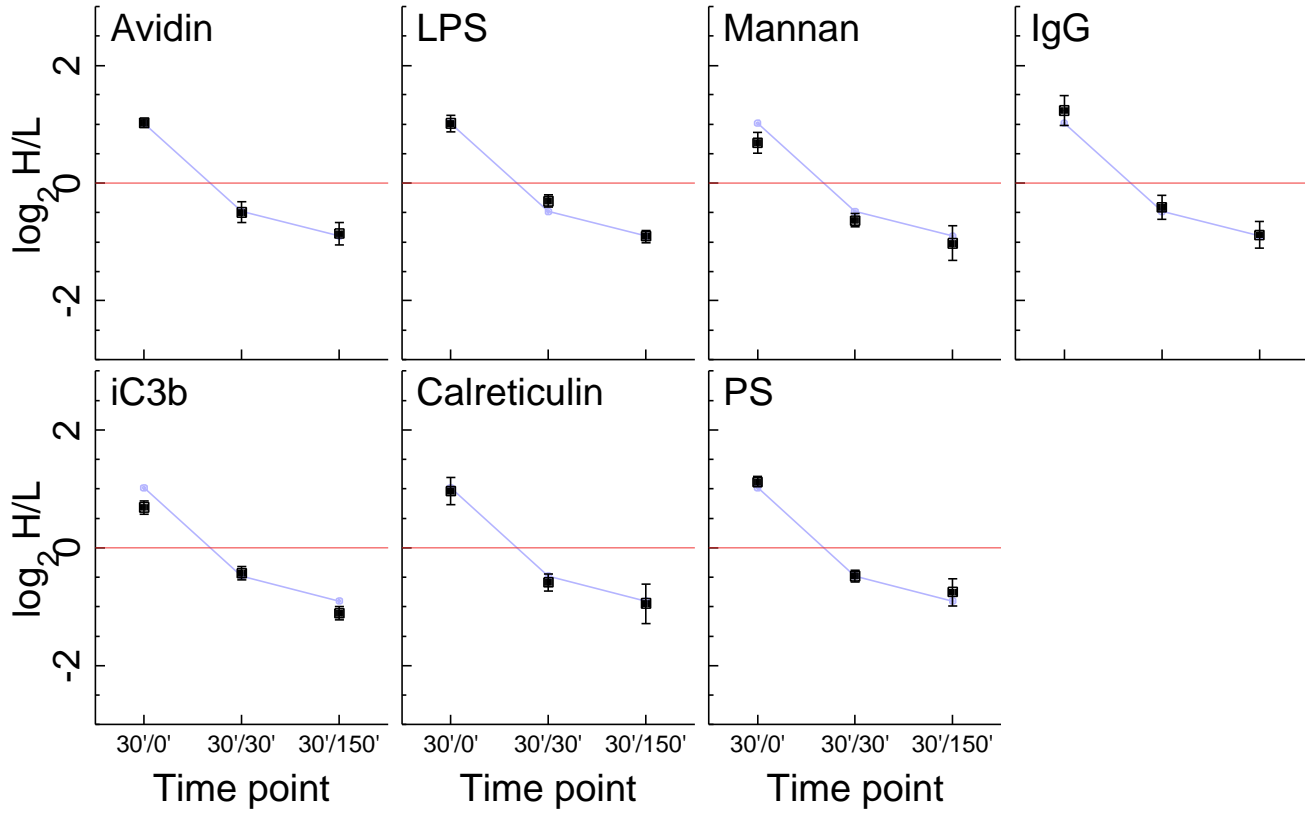 Avidin
LPS
Mannan
IgG
log2 H/L
2
0
-2
iC3b
Calreticulin
PS
log2 H/L
2
0
-2
30'/0' 30'/30' 30'/150'
30'/0' 30'/30' 30'/150'
30'/0' 30'/30' 30'/150'
Time point
Time point
Time point